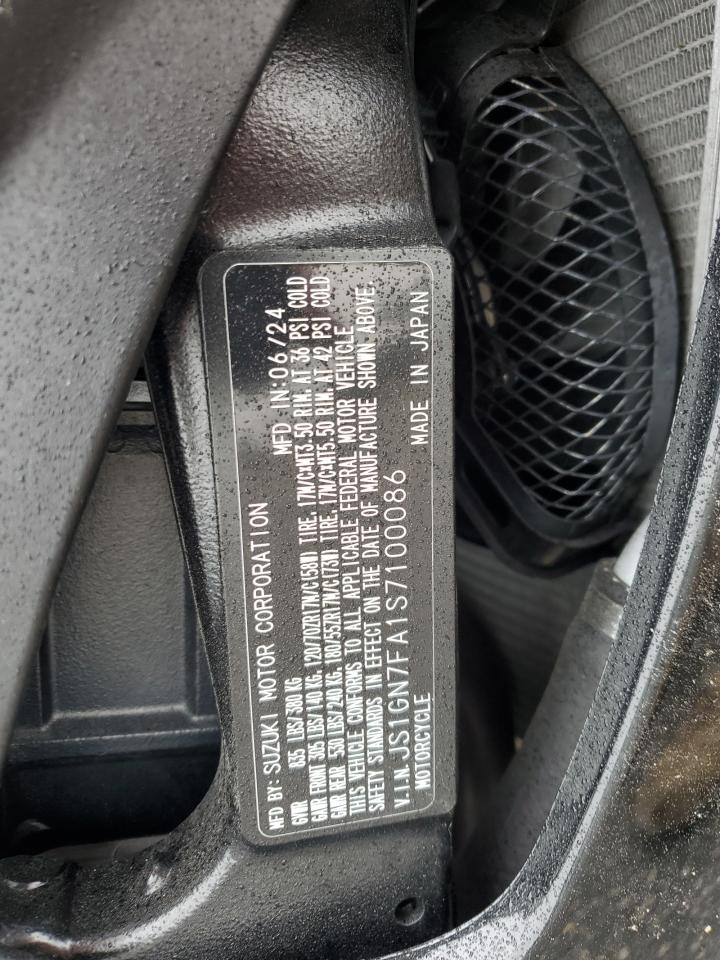 MFD BY: SUZUKI MOTOR CORPORATION MFD IN:06/24
GVWR 835 LBS/380 KG
GAWR FRONT 305 LBS/140 KG. 120/70ZR17M/C(58W) TIRE. 17M/C×MT3.50 RIM. AT 36 PSI COLD
GAWR REAR 530 LBS/240 KG. 180/55ZR17M/C(73W) TIRE. 17M/C×MT5.50 RIM. AT 42 PSI COLD
THIS VEHICLE CONFORMS TO ALL APPLICABLE FEDERAL MOTOR VEHICLE
SAFETY STANDARDS IN EFFECT ON THE DATE OF MANUFACTURE SHOWN ABOVE.
V.I.N. JS1GN7FA1S7100086
MOTORCYCLE MADE IN JAPAN